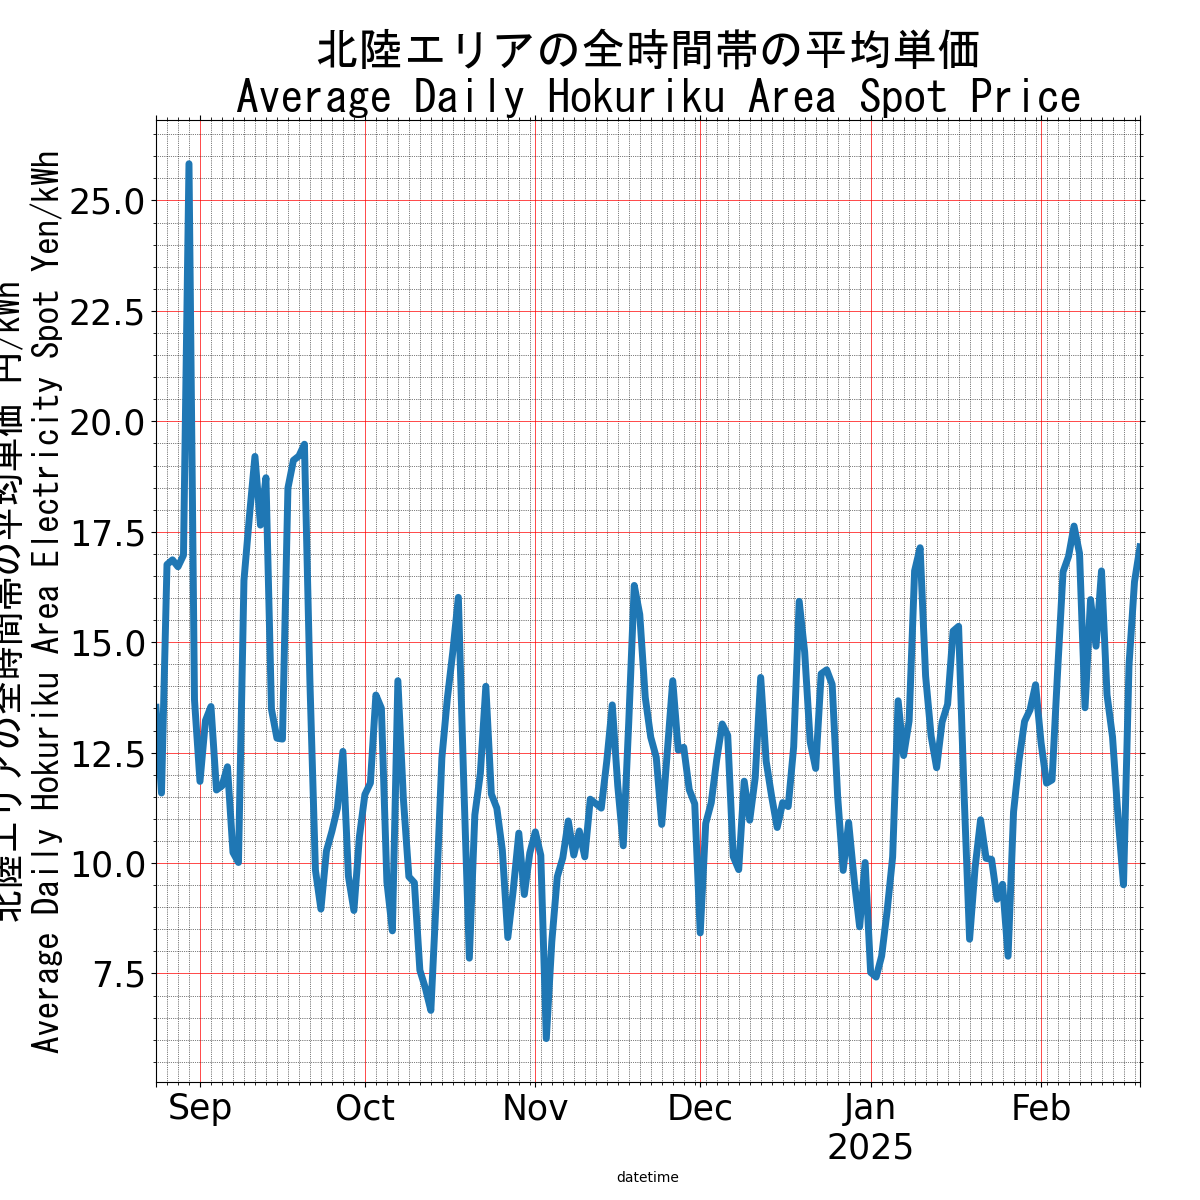 北陸エリアの全時間帯の平均単価
Average Daily Hokuriku Area Spot Price
北陸エリアの全時間帯の平均単価 円/kWh
Average Daily Hokuriku Area Electricity Spot Yen/kWh
25.0
22.5
20.0
17.5
15.0
12.5
10.0
7.5
Sep Oct Nov Dec Jan Feb
2025
datetime